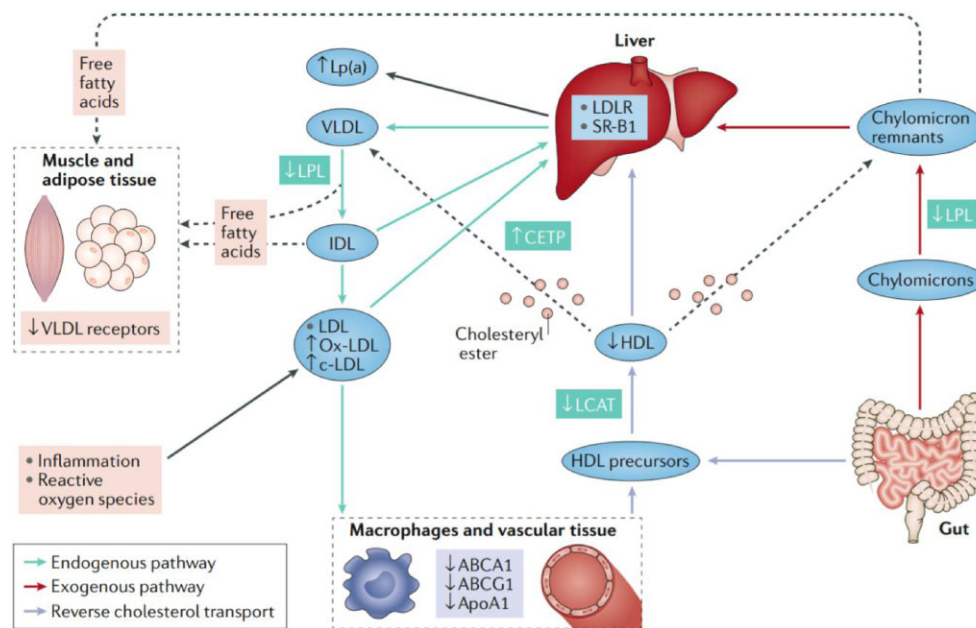 Free
fatty
acids
Muscle and
adipose tissue
↓VLDL receptors
Free
fatty
acids
↑Lp(a)
VLDL
↓LPL
IDL
• LDL
↑Ox-LDL
↑c-LDL
• Inflammation
• Reactive
oxygen species
Liver
• LDLR
• SR-B1
↑CETP
Cholesteryl
ester
↓HDL
↓LCAT
HDL precursors
Chylomicron
remnants
↓LPL
Chylomicrons
Gut
Macrophages and vascular tissue
↓ABCA1
↓ABCG1
↓ApoA1
Endogenous pathway
Exogenous pathway
Reverse cholesterol transport